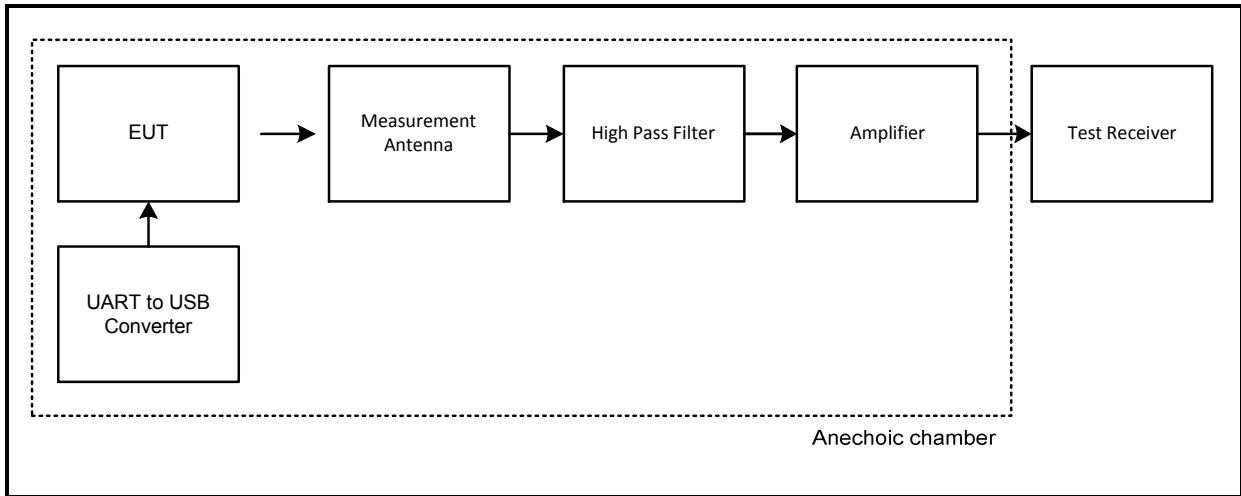 EUT
Measurement
Antenna
High Pass Filter
Amplifier
Test Receiver
UART to USB
Converter
Anechoic chamber